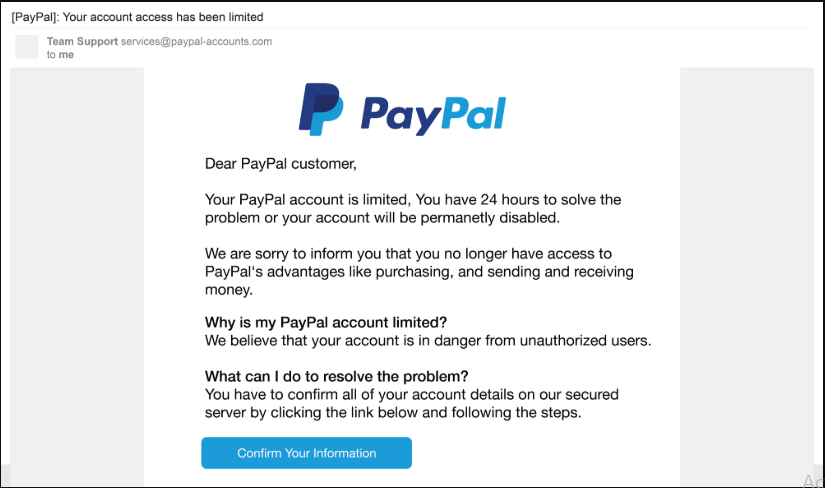 [PayPal]: Your account access has been limited
Team Support services@paypal-accounts.com
to me
PayPal
Dear PayPal customer,
Your PayPal account is limited, You have 24 hours to solve the
problem or your account will be permanetly disabled.
We are sorry to inform you that you no longer have access to
PayPal's advantages like purchasing, and sending and receiving
money.
Why is my PayPal account limited?
We believe that your account is in danger from unauthorized users.
What can I do to resolve the problem?
You have to confirm all of your account details on our secured
server by clicking the link below and following the steps.
Confirm Your Information